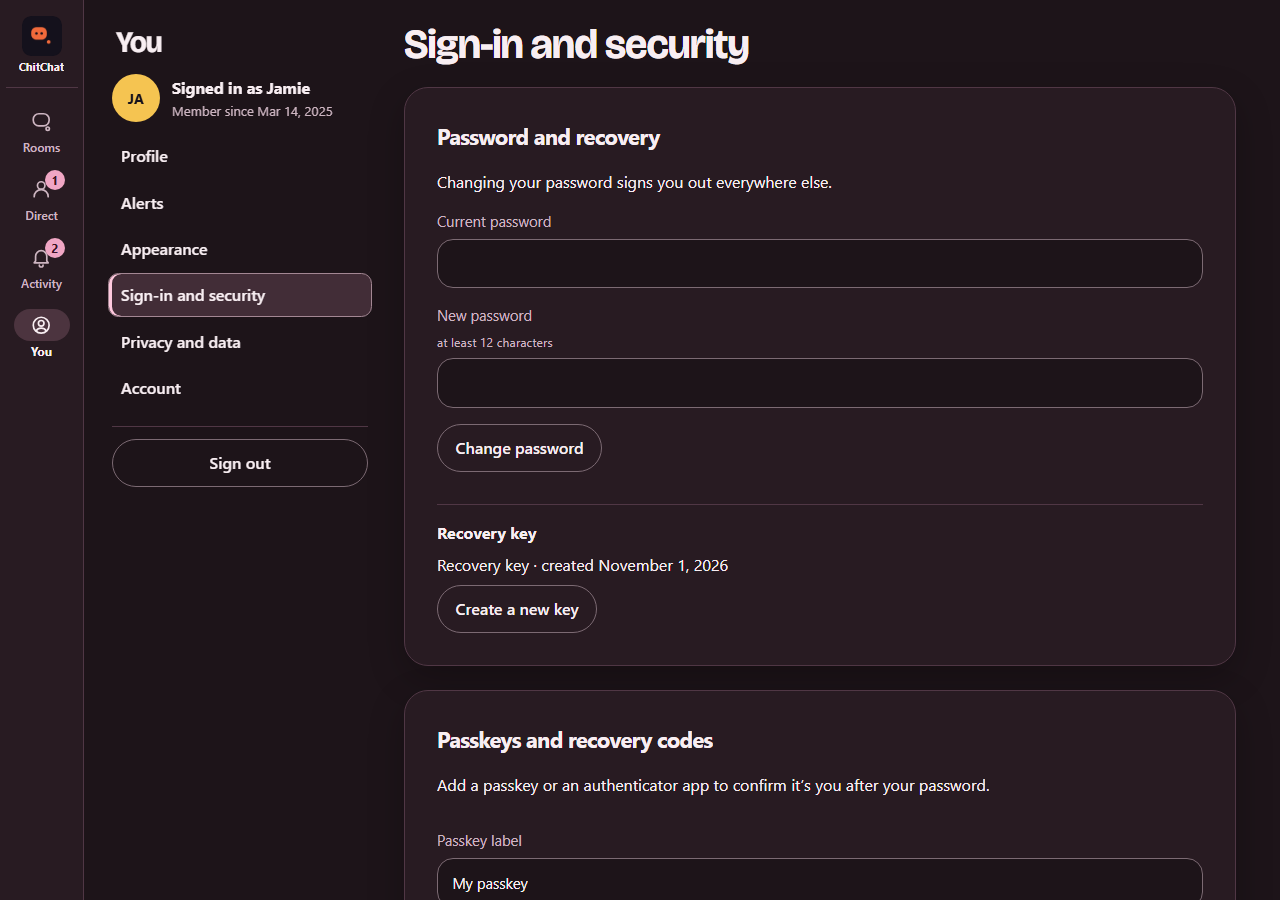 ChitChat
Rooms
1
Direct
2
Activity
You
You
JA
Signed in as Jamie
Member since Mar 14, 2025
Profile
Alerts
Appearance
Sign-in and security
Privacy and data
Account
Sign out
Sign-in and security
Password and recovery
Changing your password signs you out everywhere else.
Current password
New password
at least 12 characters
Change password
Recovery key
Recovery key · created November 1, 2026
Create a new key
Passkeys and recovery codes
Add a passkey or an authenticator app to confirm it’s you after your password.
Passkey label
My passkey